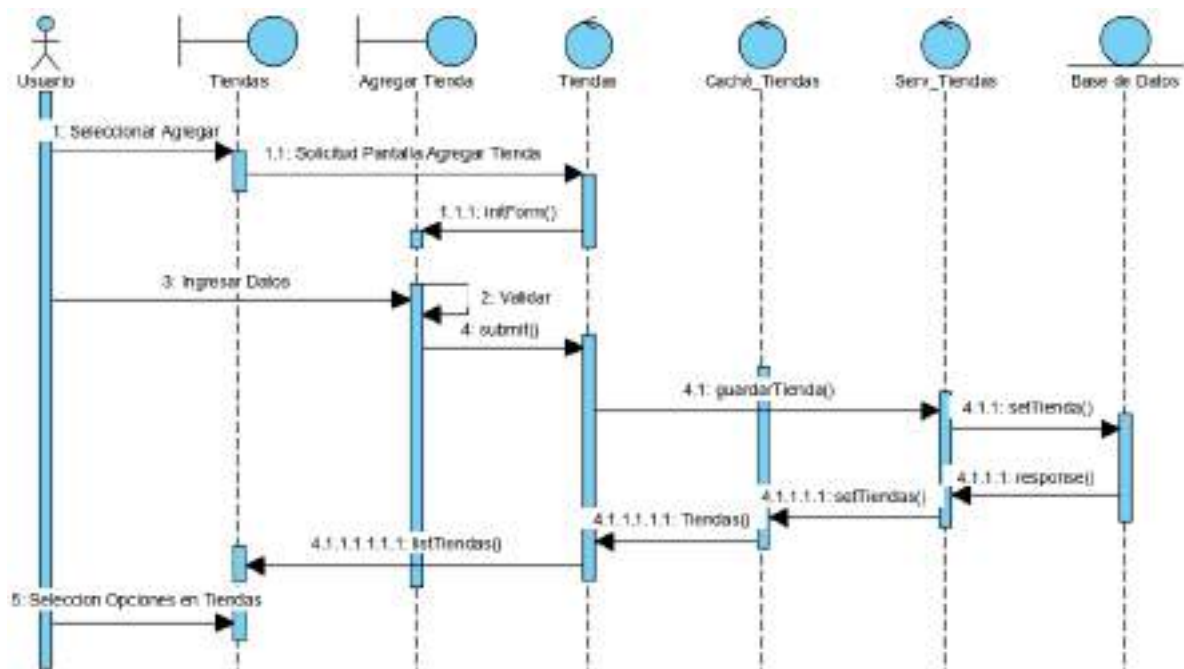 Usuario
Tiendas
Agregar Tienda
Tiendas
Caché_Tiendas
Serv_Tiendas
Base de Datos
1: Seleccionar Agregar
1.1: Solicitud Pantalla Agregar Tienda
1.1.1: initForm()
3: Ingresar Datos
2: Validar
4: submit()
4.1: guardarTienda()
4.1.1: setTienda()
4.1.1.1: response()
4.1.1.1.1: setTiendas()
4.1.1.1.1.1: Tiendas()
4.1.1.1.1.1.1: listTiendas()
5: Seleccion Opciones en Tiendas